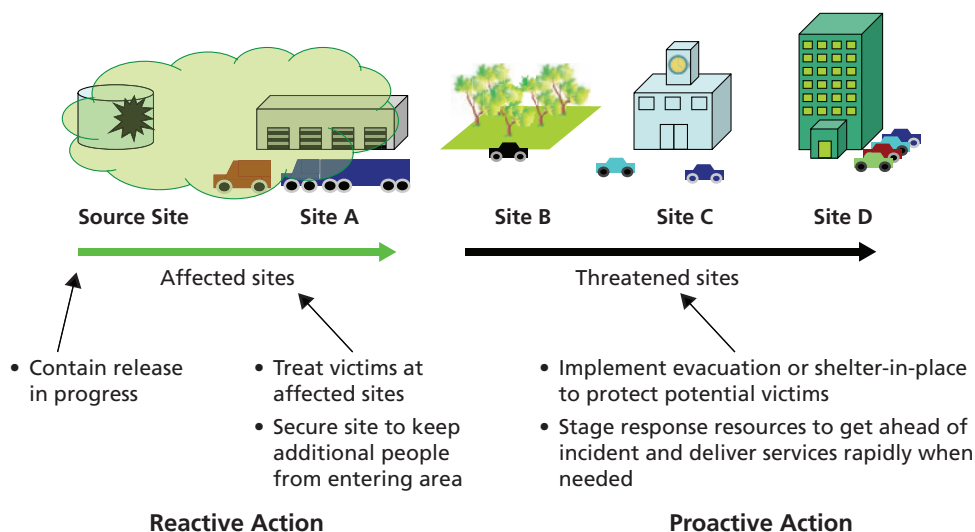 Source Site
Site A
Site B
Site C
Site D
Affected sites
Threatened sites
• Contain release
in progress
• Treat victims at
affected sites
• Secure site to keep
additional people
from entering area
• Implement evacuation or shelter-in-place
to protect potential victims
• Stage response resources to get ahead of
incident and deliver services rapidly when
needed
Reactive Action
Proactive Action